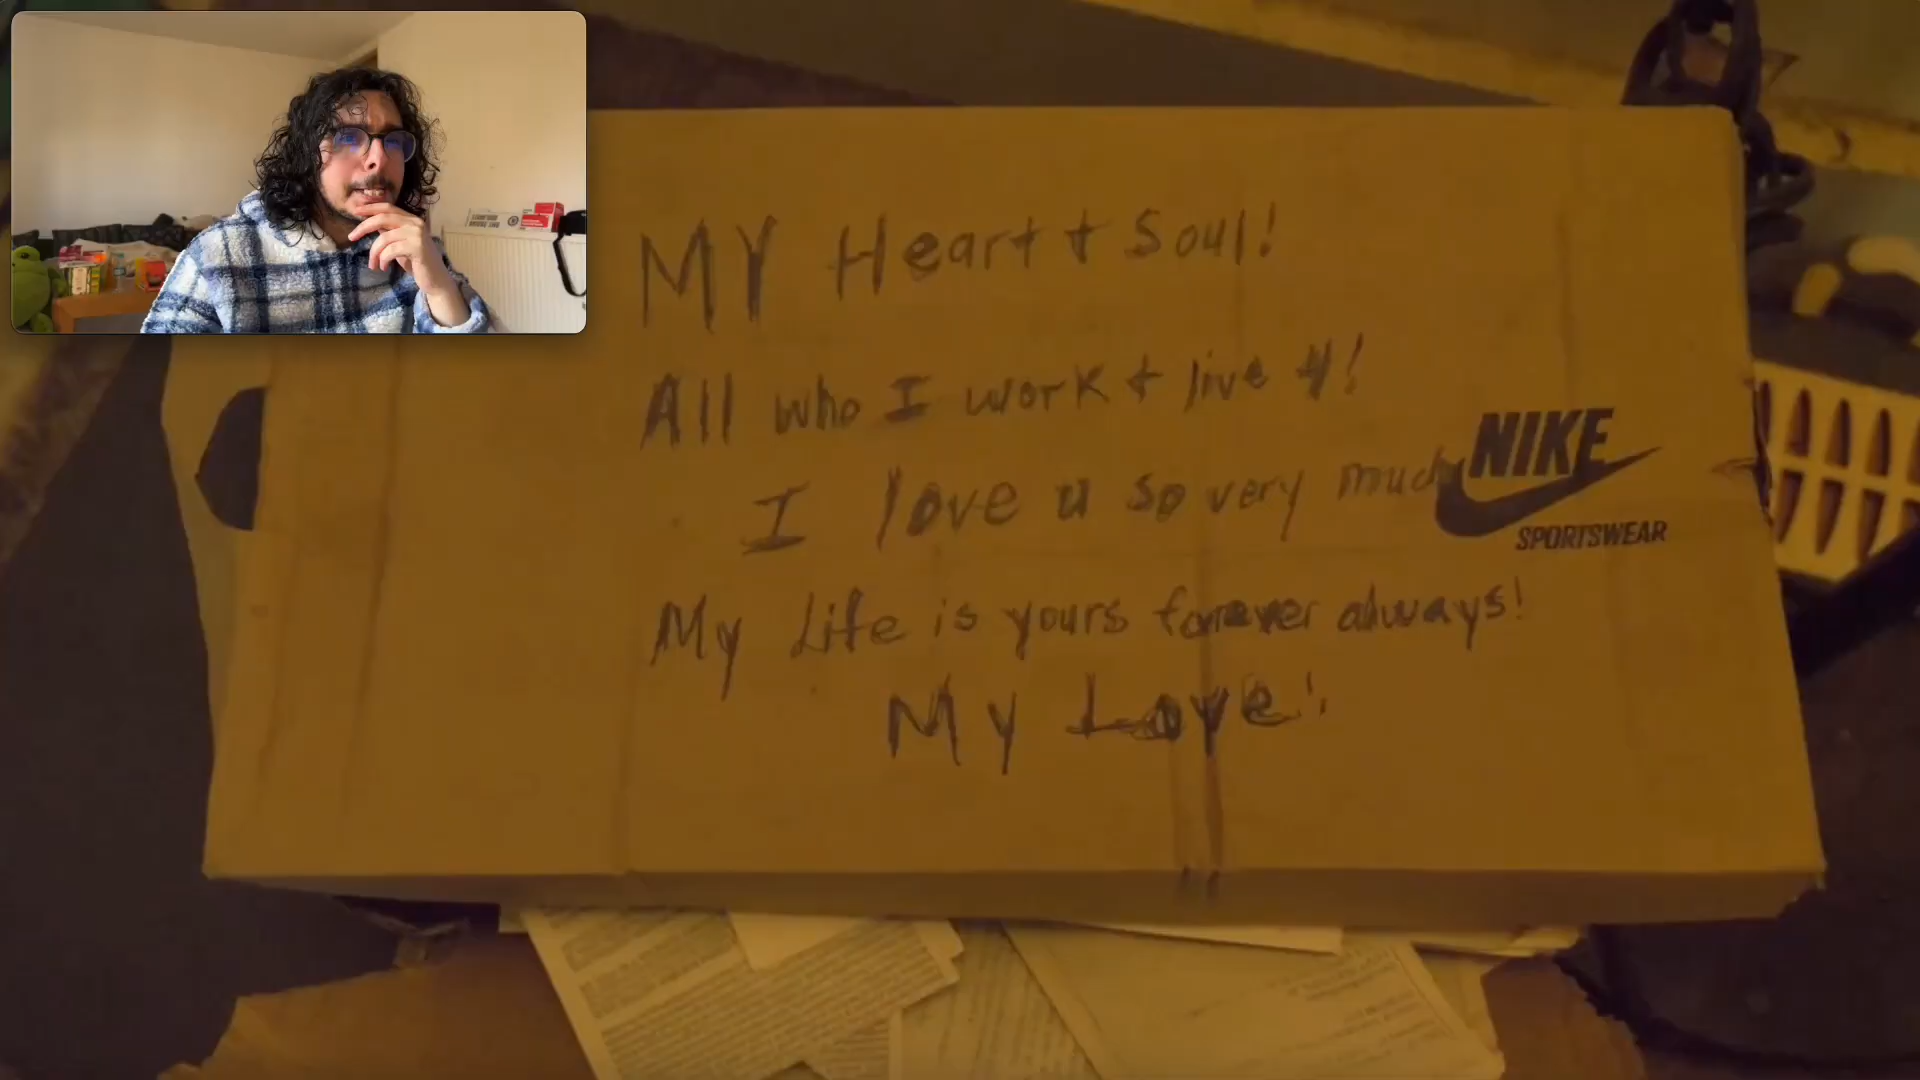 MY Heart + Soul!
All who I work + live 4!
I love u so very much
My Life is yours forever always!
My Love!
NIKE
SPORTSWEAR